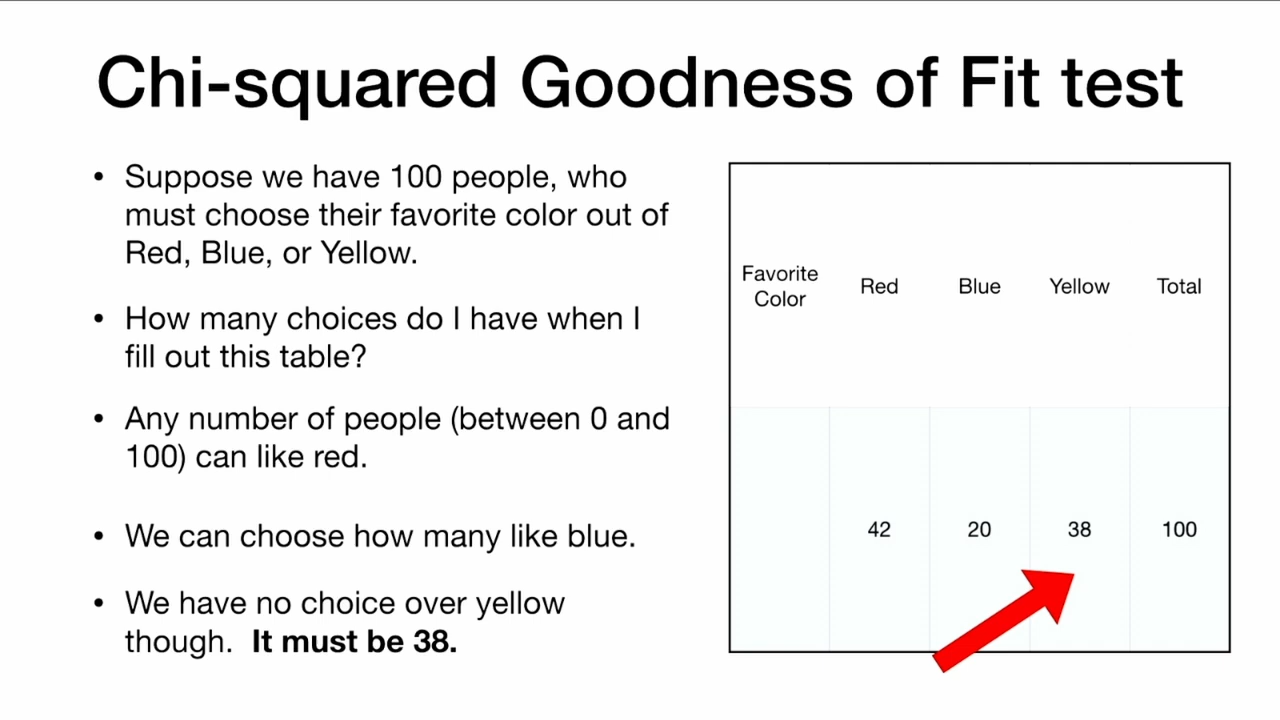 Chi-squared Goodness of Fit test
• Suppose we have 100 people, who
must choose their favorite color out of
Red, Blue, or Yellow.
• How many choices do I have when I
fill out this table?
• Any number of people (between 0 and
100) can like red.
• We can choose how many like blue.
• We have no choice over yellow
though.  It must be 38.
Favorite
Color
Red
Blue
Yellow
Total
42
20
38
100